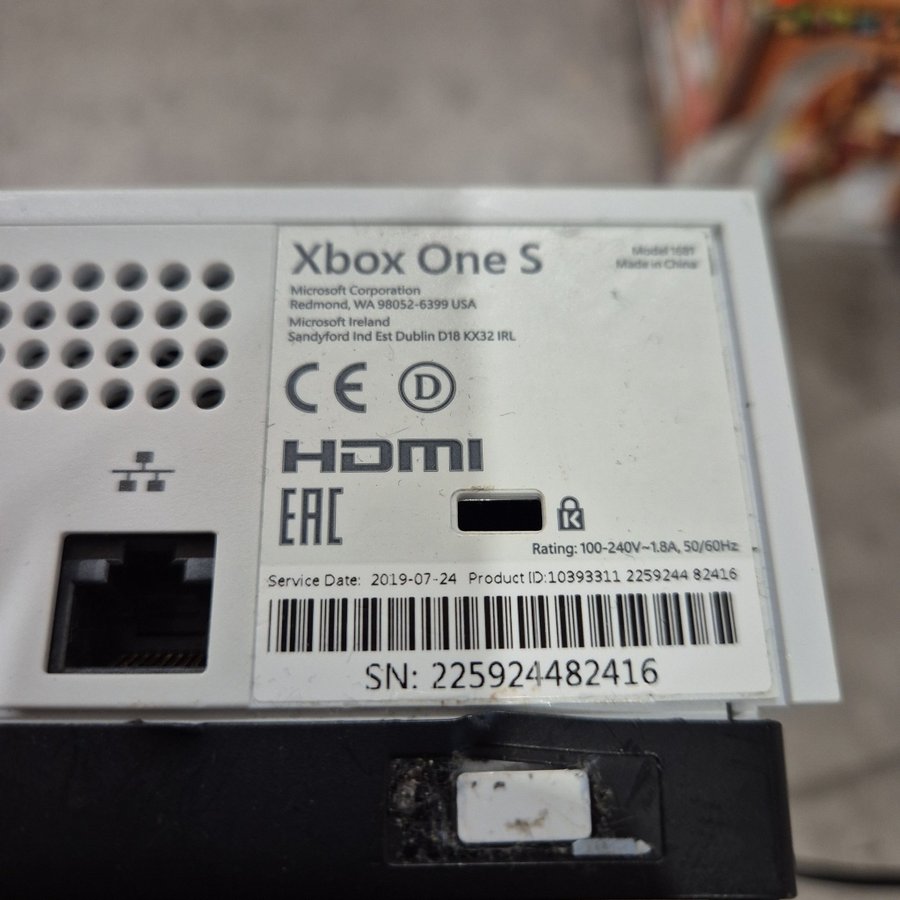 Xbox One S
Model 1681
Made in China
Microsoft Corporation
Redmond, WA 98052-6399 USA
Microsoft Ireland
Sandyford Ind Est Dublin D18 KX32 IRL
CE D
HDMI
EAC
K
Rating: 100-240V~1.8A, 50/60Hz
Service Date: 2019-07-24 Product ID:10393311 2259244 82416
SN: 225924482416